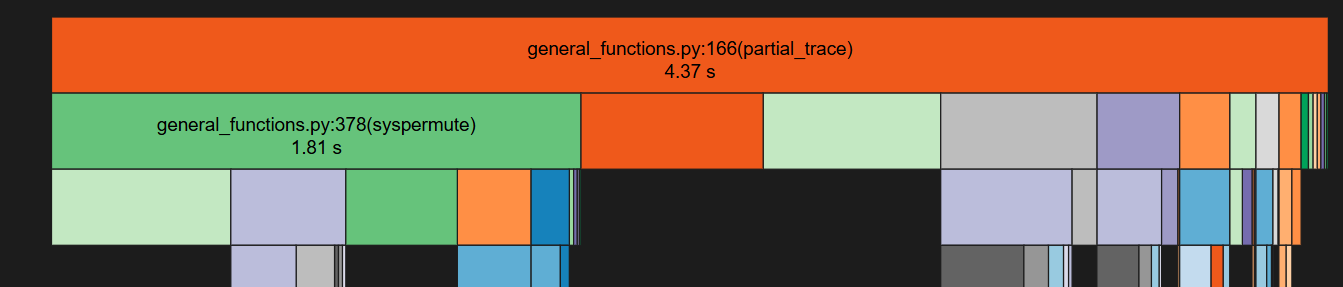 general_functions.py:166(partial_trace)
4.37 s
general_functions.py:378(syspermute)
1.81 s